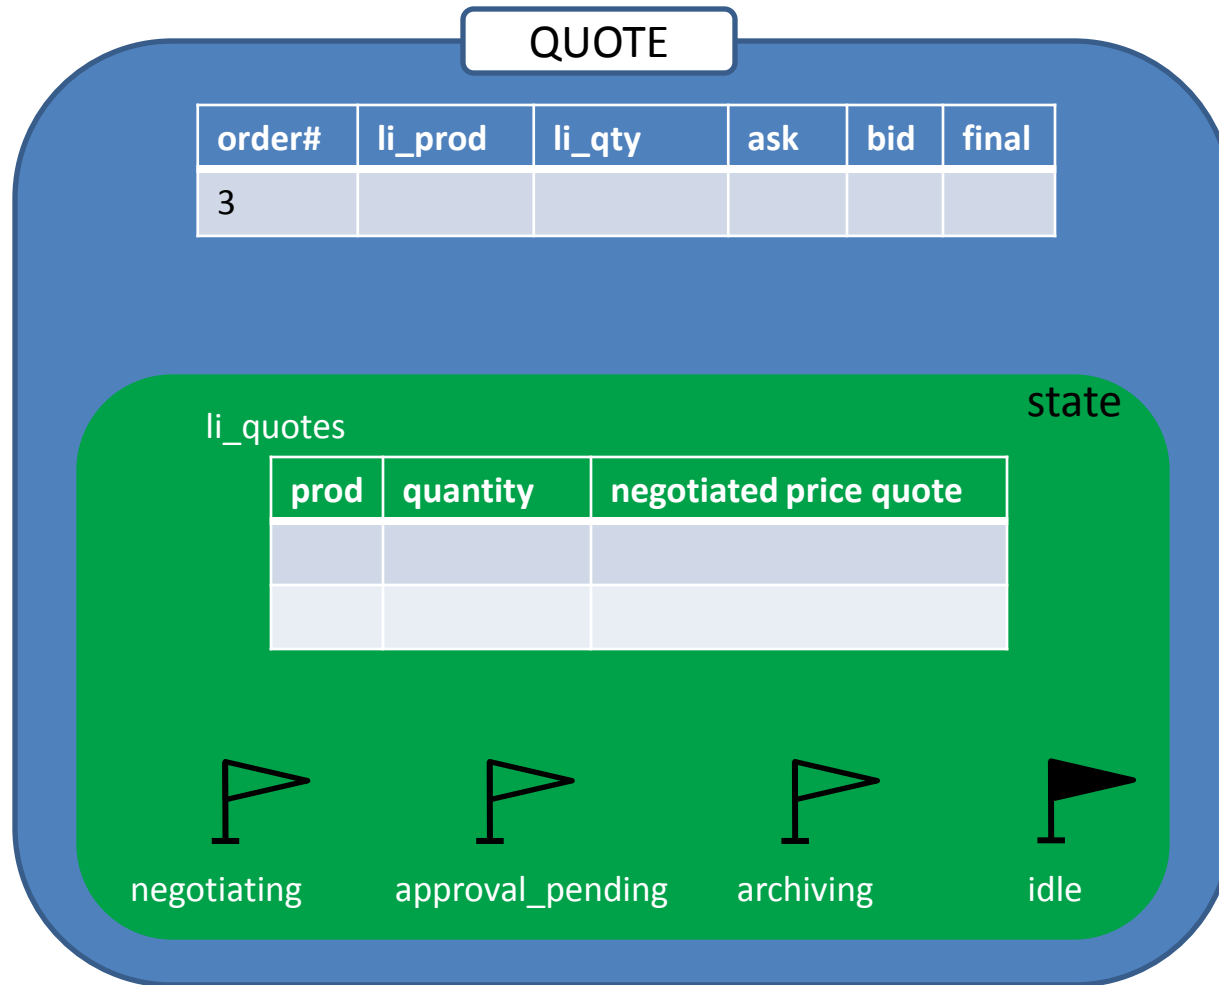 QUOTE
order# li_prod li_qty ask bid final
3
state
li_quotes
prod quantity negotiated price quote
negotiating approval_pending archiving idle